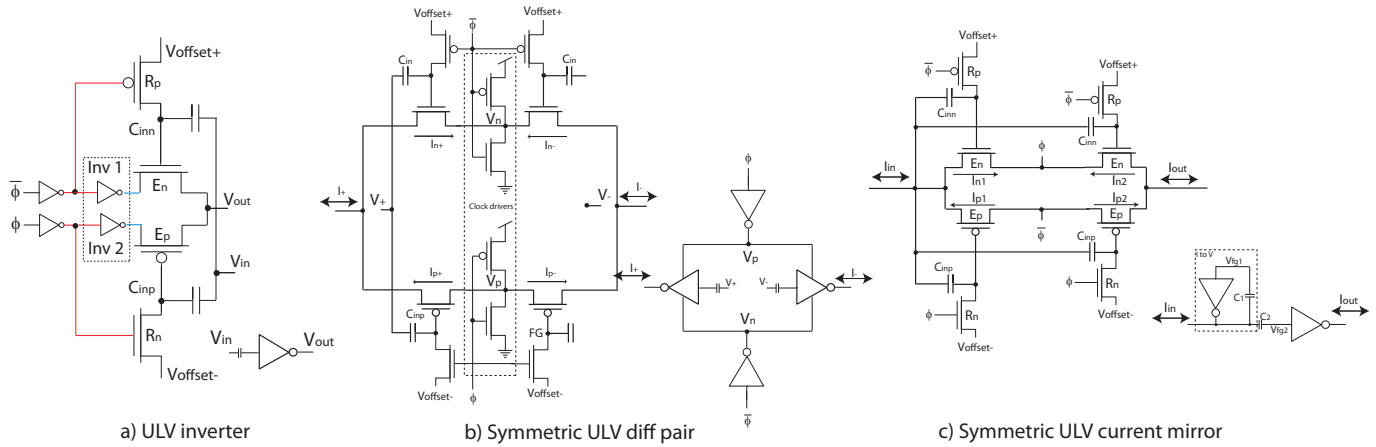 Voffset+
Rp
Cinn
Inv 1
ϕ̅
En
Vout
ϕ
Ep
Inv 2
Vin
Cinp
Rn
Vin
Vout
Voffset-
a) ULV inverter
Voffset+
ϕ̅
Voffset+
Cin
Cin
Vn
In+
In-
I+
V+
Clock drivers
V-
I-
Ip+
Vp
Ip-
Cinp
FG
Voffset-
Voffset-
ϕ
ϕ
Vp
I+
V+
V-
I-
Vn
ϕ̅
b) Symmetric ULV diff pair
Voffset+
ϕ̅
Rp
Voffset+
ϕ̅
Rp
Cinn
Cinn
ϕ
Iin
En
En
Iout
In1
In2
Ip1
Ip2
Ep
Ep
ϕ̅
Cinp
Cinp
ϕ
Rn
ϕ
Rn
Voffset-
Voffset-
I to V
Vfg1
C1
Iin
C2
Vfg2
Iout
c) Symmetric ULV current mirror